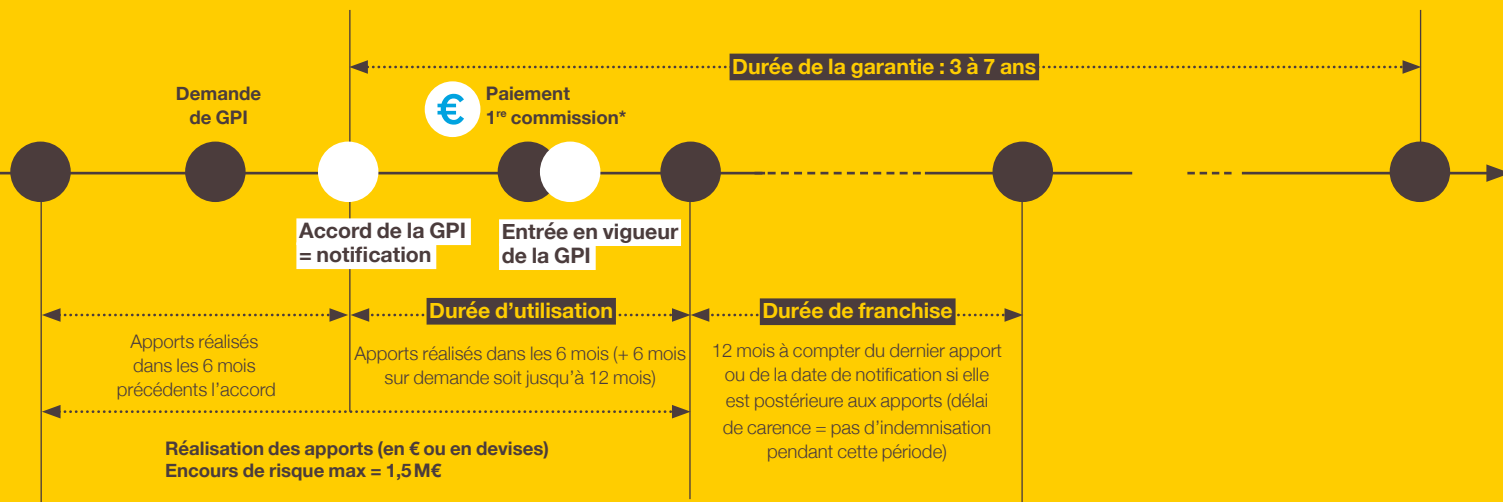 Durée de la garantie : 3 à 7 ans
Demande
de GPI
€
Paiement
1re commission*
Accord de la GPI
= notification
Entrée en vigueur
de la GPI
Durée d’utilisation
Durée de franchise
Apports réalisés
dans les 6 mois
précédents l’accord
Apports réalisés dans les 6 mois (+ 6 mois
sur demande soit jusqu’à 12 mois)
12 mois à compter du dernier apport
ou de la date de notification si elle
est postérieure aux apports (délai
de carence = pas d’indemnisation
pendant cette période)
Réalisation des apports (en € ou en devises)
Encours de risque max = 1,5 M€